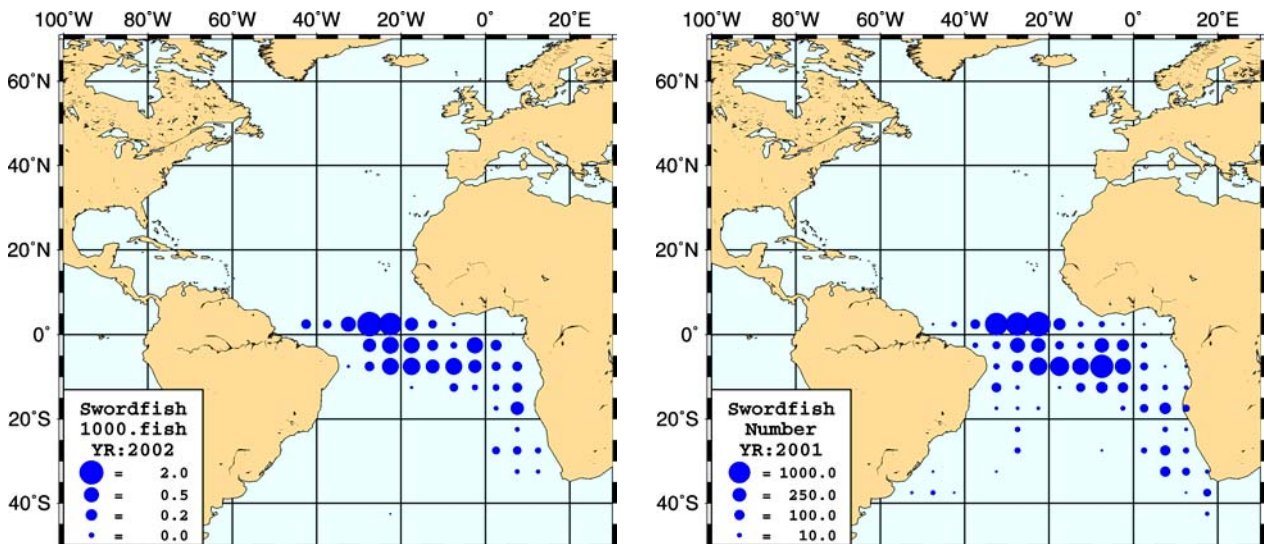 100˚W 80˚W 60˚W 40˚W 20˚W 0˚ 20˚E
60˚N
40˚N
20˚N
0˚
20˚S
40˚S
Swordfish
1000.fish
YR:2002
= 2.0
= 0.5
= 0.2
= 0.0
100˚W 80˚W 60˚W 40˚W 20˚W 0˚ 20˚E
60˚N
40˚N
20˚N
0˚
20˚S
40˚S
Swordfish
Number
YR:2001
= 1000.0
= 250.0
= 100.0
= 10.0